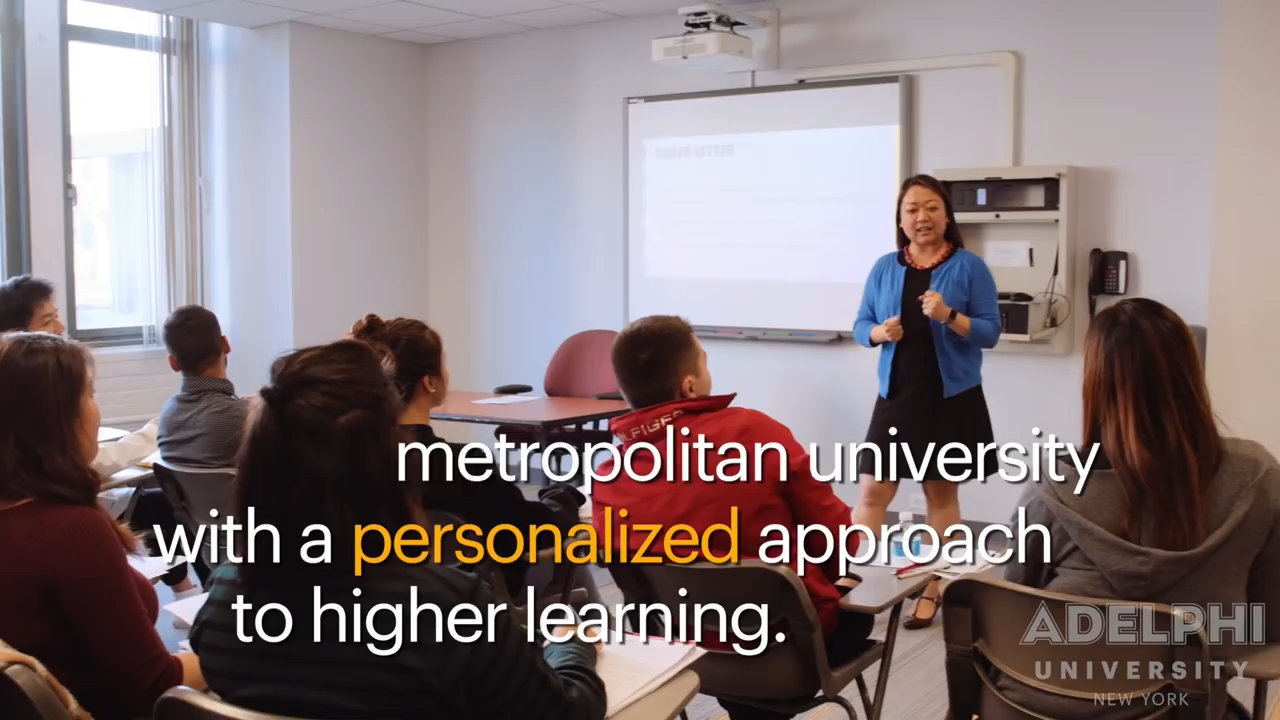 metropolitan university
with a personalized approach
to higher learning.
ADELPHI
UNIVERSITY
NEW YORK